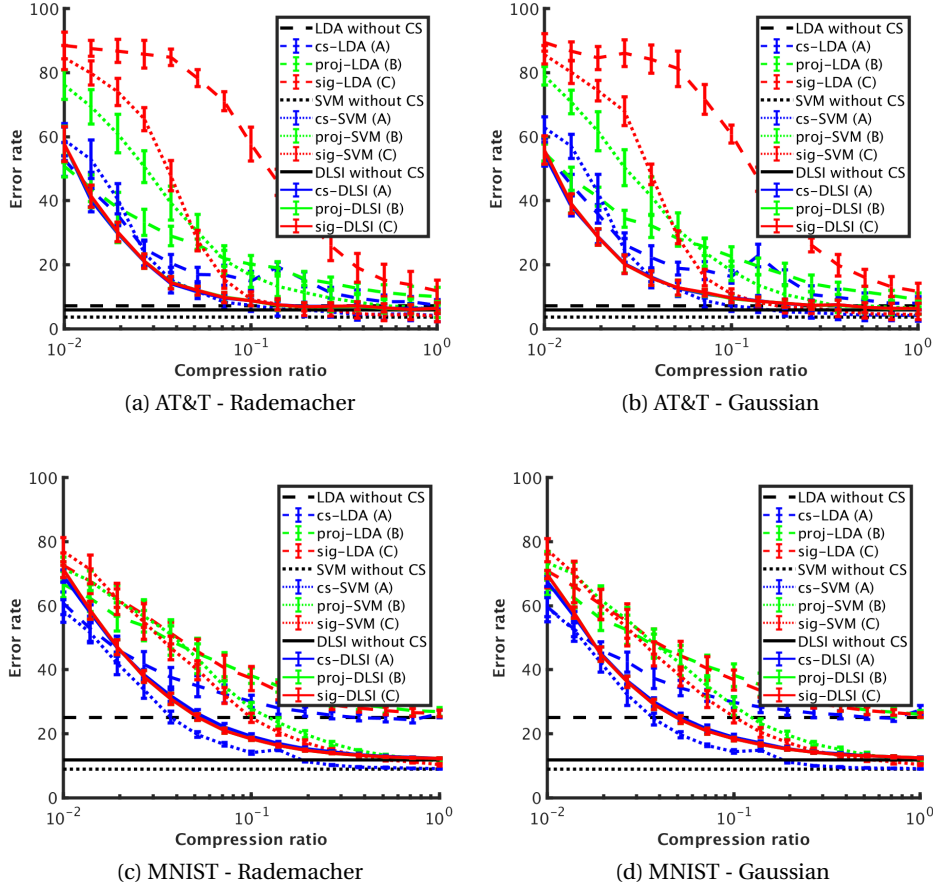 100
80
60
40
20
0
Error rate
10^-2
10^-1
10^0
Compression ratio
LDA without CS
cs-LDA (A)
proj-LDA (B)
sig-LDA (C)
SVM without CS
cs-SVM (A)
proj-SVM (B)
sig-SVM (C)
DLSI without CS
cs-DLSI (A)
proj-DLSI (B)
sig-DLSI (C)
(a) AT&T - Rademacher
100
80
60
40
20
0
Error rate
10^-2
10^-1
10^0
Compression ratio
LDA without CS
cs-LDA (A)
proj-LDA (B)
sig-LDA (C)
SVM without CS
cs-SVM (A)
proj-SVM (B)
sig-SVM (C)
DLSI without CS
cs-DLSI (A)
proj-DLSI (B)
sig-DLSI (C)
(b) AT&T - Gaussian
100
80
60
40
20
0
Error rate
10^-2
10^-1
10^0
Compression ratio
LDA without CS
cs-LDA (A)
proj-LDA (B)
sig-LDA (C)
SVM without CS
cs-SVM (A)
proj-SVM (B)
sig-SVM (C)
DLSI without CS
cs-DLSI (A)
proj-DLSI (B)
sig-DLSI (C)
(c) MNIST - Rademacher
100
80
60
40
20
0
Error rate
10^-2
10^-1
10^0
Compression ratio
LDA without CS
cs-LDA (A)
proj-LDA (B)
sig-LDA (C)
SVM without CS
cs-SVM (A)
proj-SVM (B)
sig-SVM (C)
DLSI without CS
cs-DLSI (A)
proj-DLSI (B)
sig-DLSI (C)
(d) MNIST - Gaussian